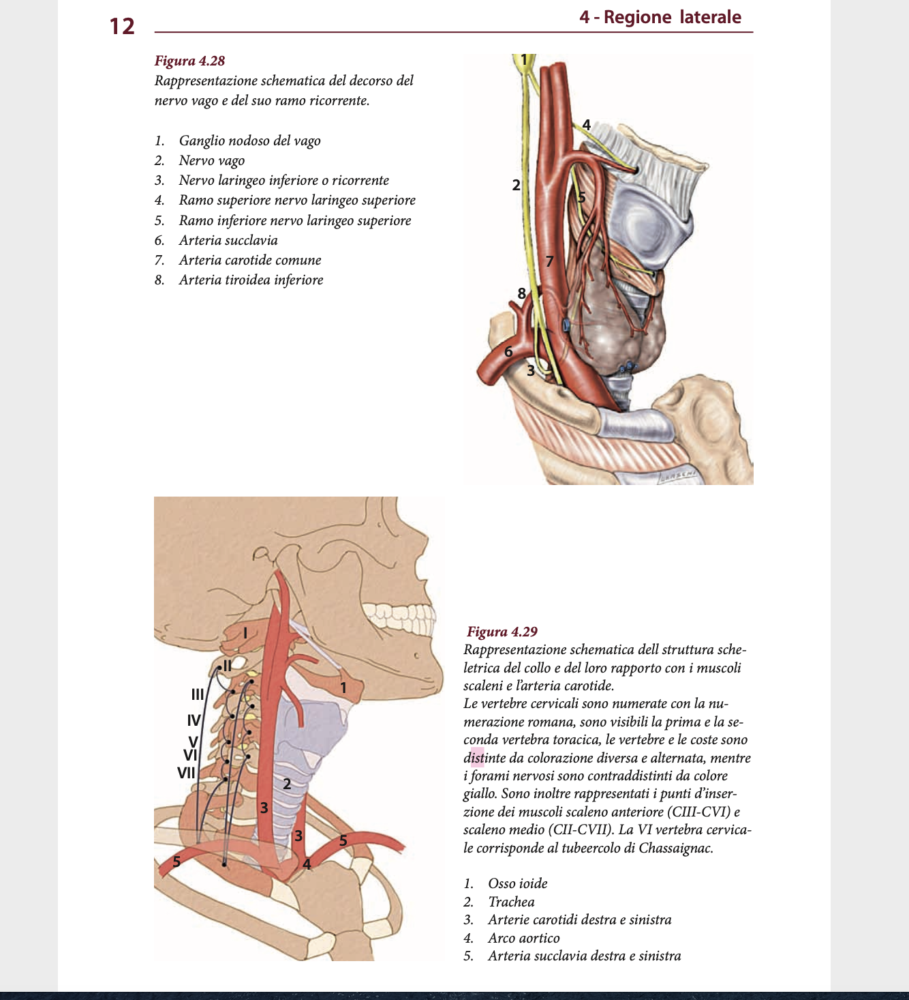 12
4 - Regione laterale
Figura 4.28
Rappresentazione schematica del decorso del
nervo vago e del suo ramo ricorrente.
1. Ganglio nodoso del vago
2. Nervo vago
3. Nervo laringeo inferiore o ricorrente
4. Ramo superiore nervo laringeo superiore
5. Ramo inferiore nervo laringeo superiore
6. Arteria succlavia
7. Arteria carotide comune
8. Arteria tiroidea inferiore
1
4
2
5
7
8
6
3
I
II
III
IV
V
VI
VII
1
2
3
3
5
5
4
Figura 4.29
Rappresentazione schematica dell struttura sche-
letrica del collo e del loro rapporto con i muscoli
scaleni e l'arteria carotide.
Le vertebre cervicali sono numerate con la nu-
merazione romana, sono visibili la prima e la se-
conda vertebra toracica, le vertebre e le coste sono
distinte da colorazione diversa e alternata, mentre
i forami nervosi sono contraddistinti da colore
giallo. Sono inoltre rappresentati i punti d'inser-
zione dei muscoli scaleno anteriore (CIII-CVI) e
scaleno medio (CII-CVII). La VI vertebra cervica-
le corrisponde al tubeercolo di Chassaignac.
1. Osso ioide
2. Trachea
3. Arterie carotidi destra e sinistra
4. Arco aortico
5. Arteria succlavia destra e sinistra